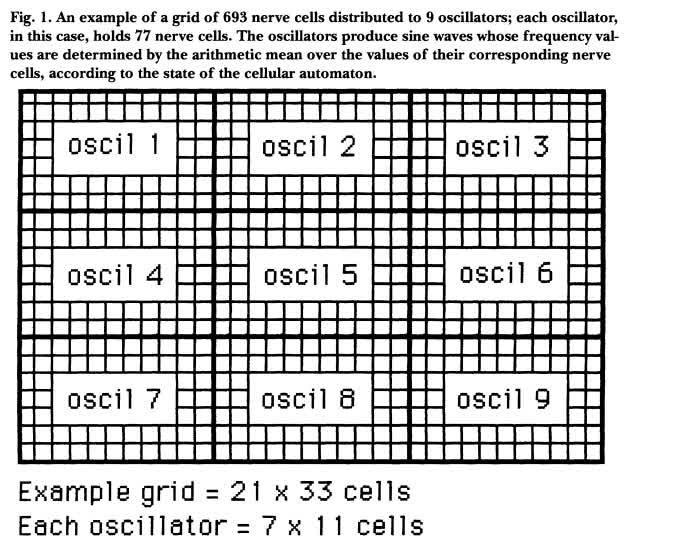 Fig. 1. An example of a grid of 693 nerve cells distributed to 9 oscillators; each oscillator,
in this case, holds 77 nerve cells. The oscillators produce sine waves whose frequency val-
ues are determined by the arithmetic mean over the values of their corresponding nerve
cells, according to the state of the cellular automaton.
oscil 1
oscil 2
oscil 3
oscil 4
oscil 5
oscil 6
oscil 7
oscil 8
oscil 9
Example grid = 21 x 33 cells
Each oscillator = 7 x 11 cells